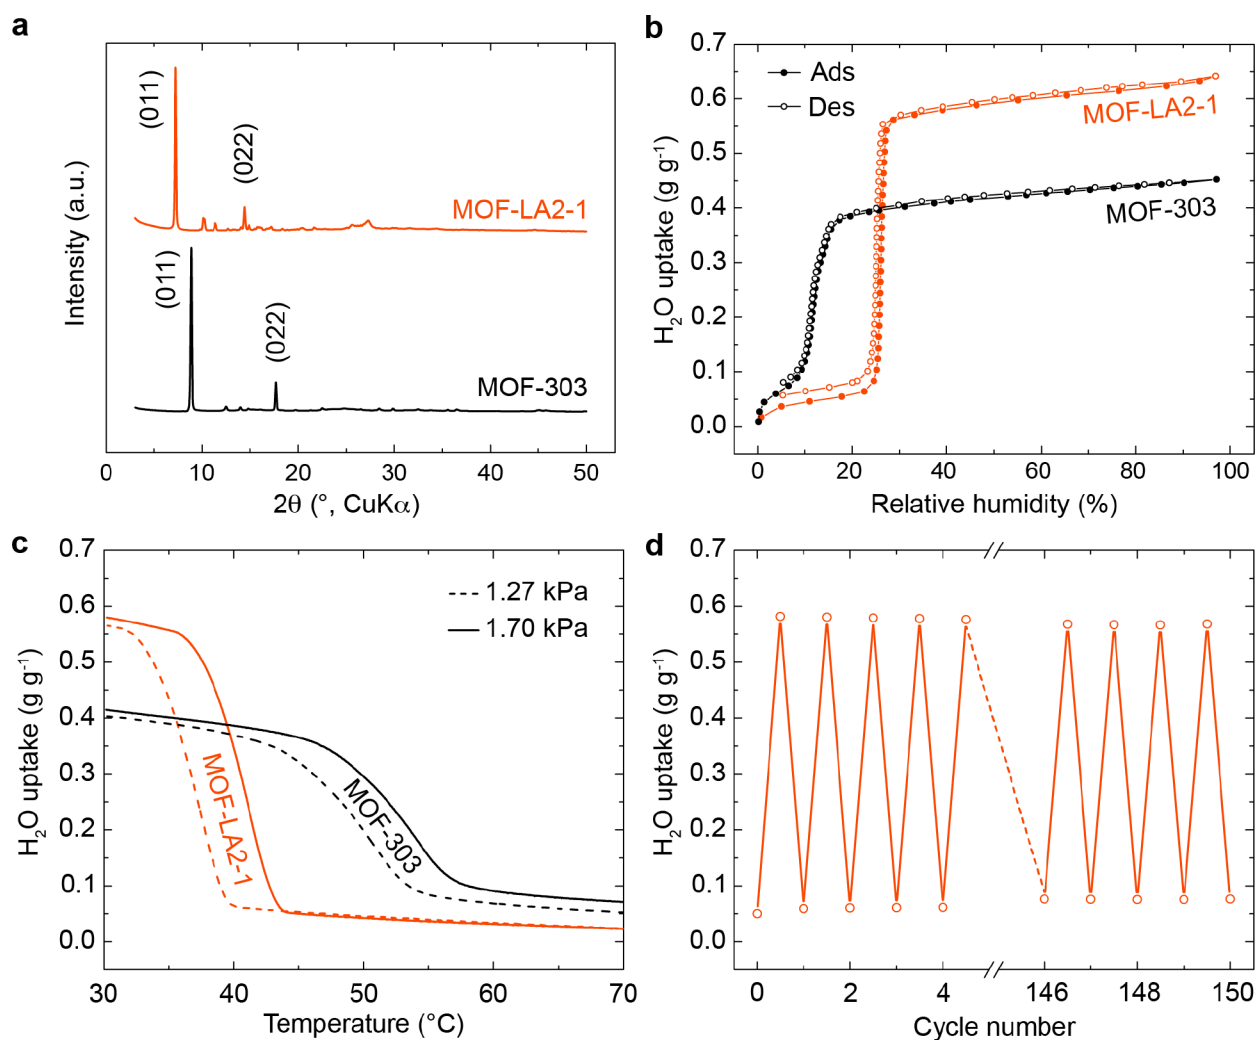 a
(011)
(022)
MOF-LA2-1
(011)
(022)
MOF-303
Intensity (a.u.)
0 10 20 30 40 50
2θ (°, CuKα)
b
0.7
0.6
0.5
0.4
0.3
0.2
0.1
0.0
H₂O uptake (g g⁻¹)
Ads
Des
MOF-LA2-1
MOF-303
0 20 40 60 80 100
Relative humidity (%)
c
0.7
0.6
0.5
0.4
0.3
0.2
0.1
0.0
H₂O uptake (g g⁻¹)
1.27 kPa
1.70 kPa
MOF-LA2-1
MOF-303
30 40 50 60 70
Temperature (°C)
d
0.7
0.6
0.5
0.4
0.3
0.2
0.1
0.0
H₂O uptake (g g⁻¹)
0 2 4 146 148 150
Cycle number